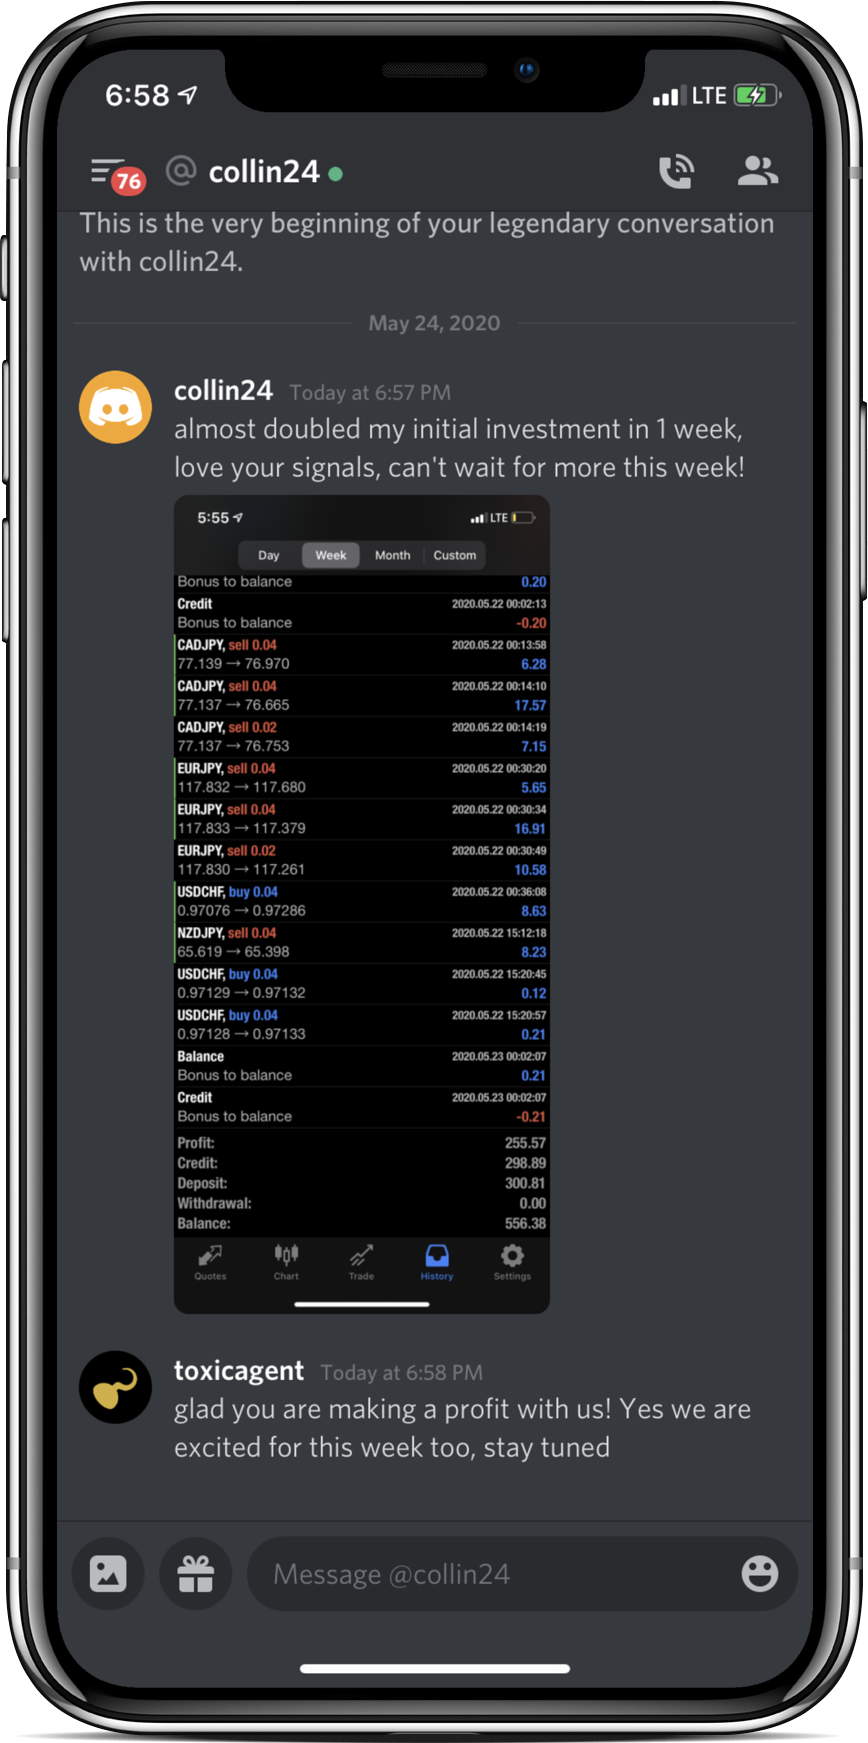 6:58
LTE
76
@ collin24
This is the very beginning of your legendary conversation
with collin24.
May 24, 2020
collin24 Today at 6:57 PM
almost doubled my initial investment in 1 week,
love your signals, can't wait for more this week!
5:55
LTE
Day Week Month Custom
Bonus to balance 0.20
Credit 2020.05.22 00:02:13
Bonus to balance -0.20
CADJPY, sell 0.04 2020.05.22 00:13:58
77.139 → 76.970 6.28
CADJPY, sell 0.04 2020.05.22 00:14:10
77.137 → 76.665 17.57
CADJPY, sell 0.02 2020.05.22 00:14:19
77.137 → 76.753 7.15
EURJPY, sell 0.04 2020.05.22 00:30:20
117.832 → 117.680 5.65
EURJPY, sell 0.04 2020.05.22 00:30:34
117.833 → 117.379 16.91
EURJPY, sell 0.02 2020.05.22 00:30:49
117.830 → 117.261 10.58
USDCHF, buy 0.04 2020.05.22 00:36:08
0.97076 → 0.97286 8.63
NZDJPY, sell 0.04 2020.05.22 15:12:18
65.619 → 65.398 8.23
USDCHF, buy 0.04 2020.05.22 15:20:45
0.97129 → 0.97132 0.12
USDCHF, buy 0.04 2020.05.22 15:20:57
0.97128 → 0.97133 0.21
Balance 2020.05.23 00:02:07
Bonus to balance 0.21
Credit 2020.05.23 00:02:07
Bonus to balance -0.21
Profit: 255.57
Credit: 298.89
Deposit: 300.81
Withdrawal: 0.00
Balance: 556.38
Quotes Chart Trade History Settings
toxicagent Today at 6:58 PM
glad you are making a profit with us! Yes we are
excited for this week too, stay tuned
Message @collin24